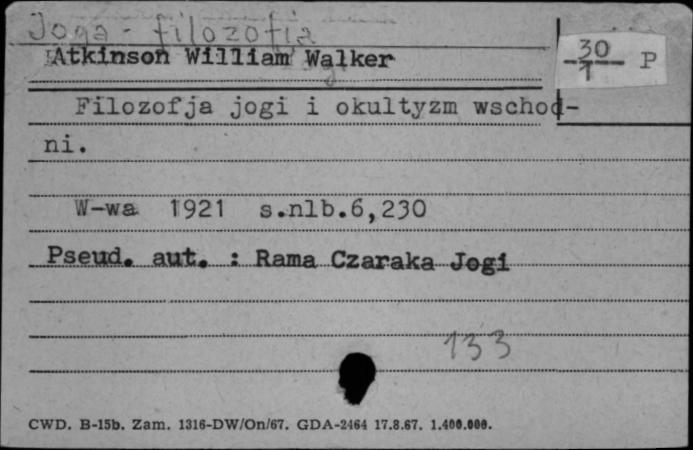 Joga - filozofia
Atkinson William Walker
30
1 P
Filozofja jogi i okultyzm wschod-
ni.
W-wa 1921 s.nlb.6,230
Pseud. aut. : Rama Czaraka Jogi
133
CWD. B-15b. Zam. 1316-DW/On/67. GDA-2464 17.8.67. 1.400.000.